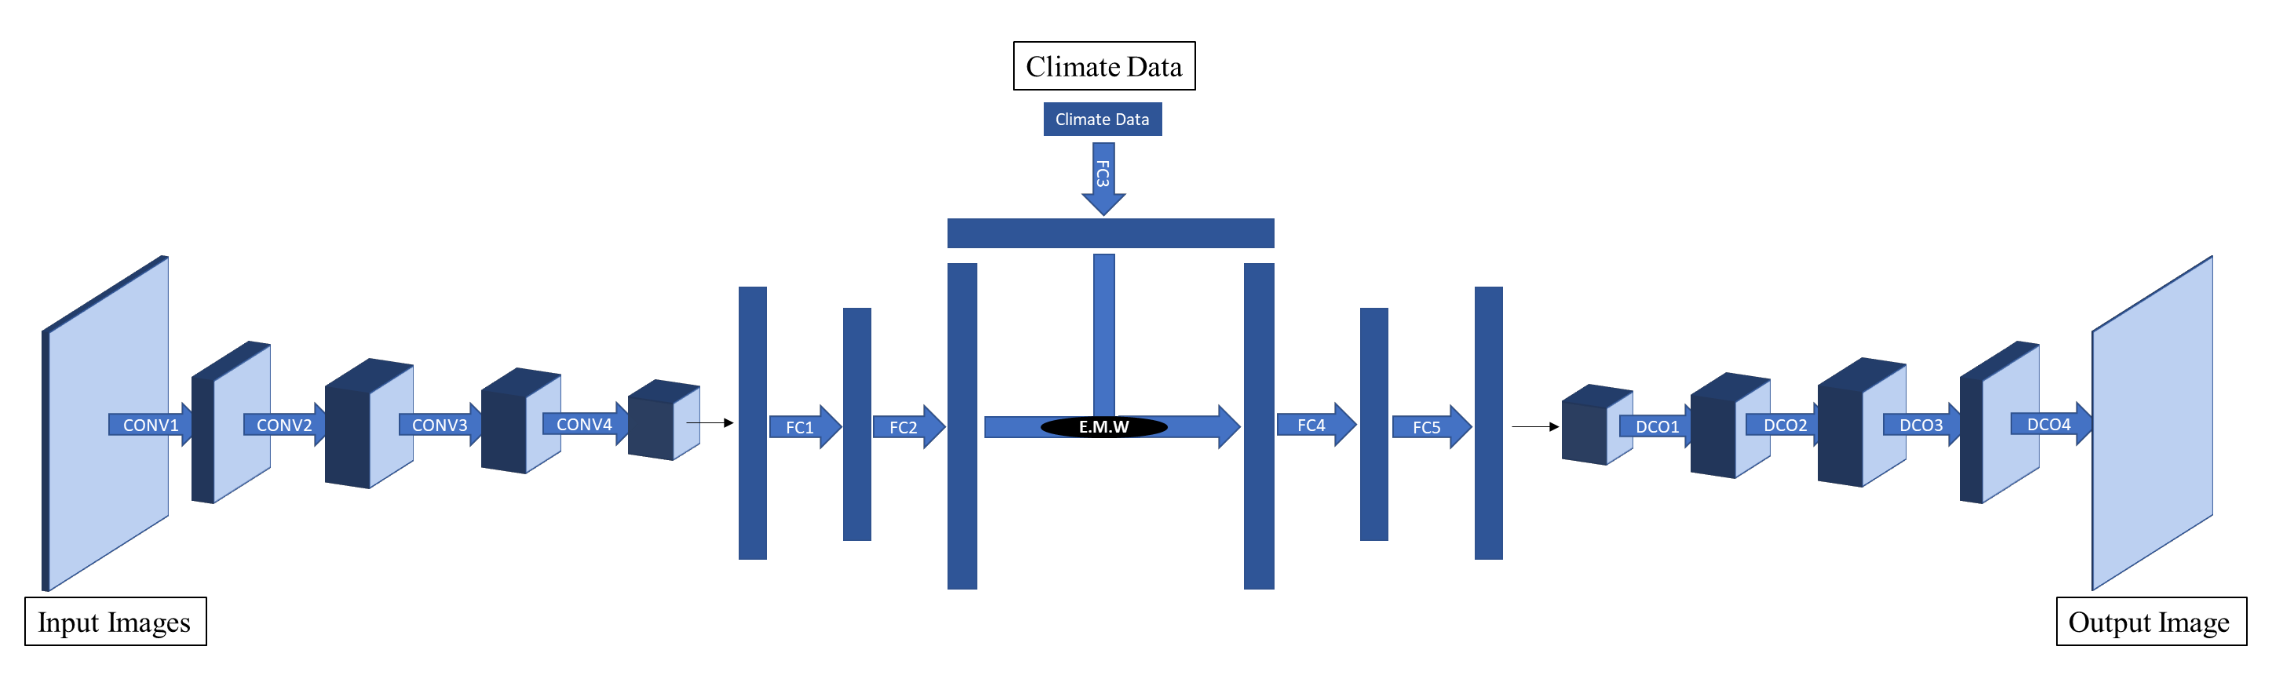 Climate Data
Climate Data
FC3
CONV1
CONV2
CONV3
CONV4
FC1
FC2
E.M.W
FC4
FC5
DCO1
DCO2
DCO3
DCO4
Input Images
Output Image